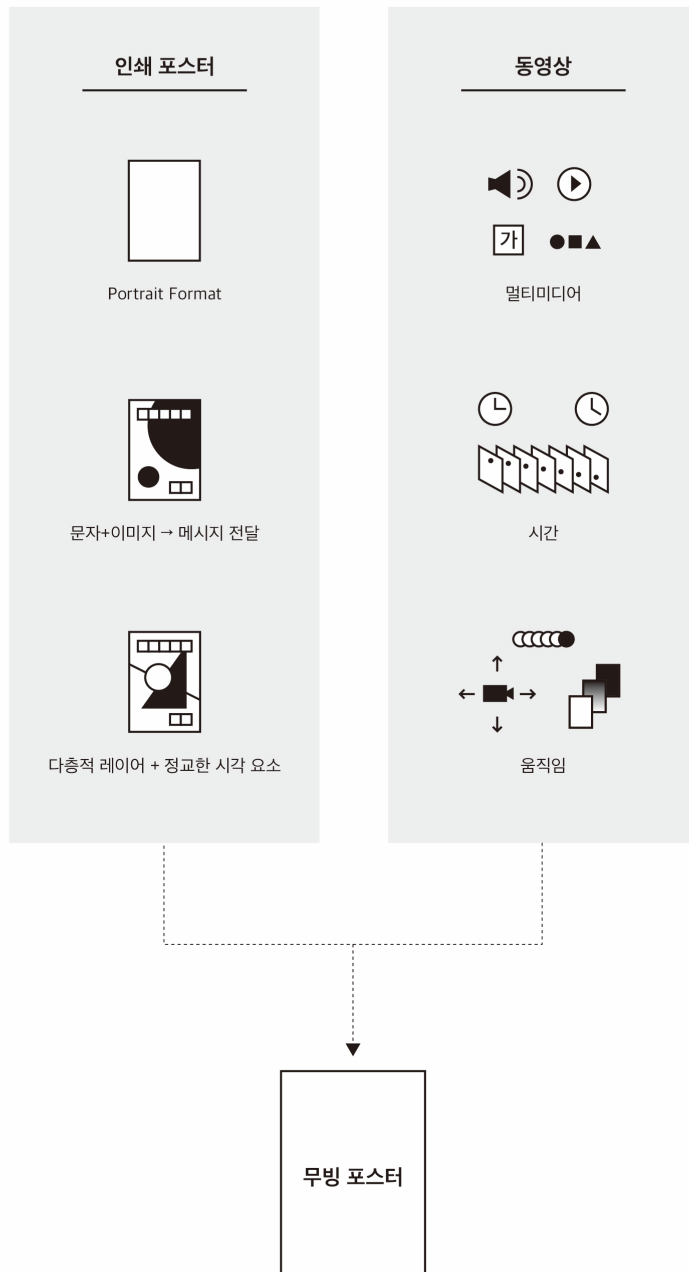 인쇄 포스터
Portrait Format
문자+이미지 → 메시지 전달
다층적 레이어 + 정교한 시각 요소
동영상
가
멀티미디어
시간
움직임
무빙 포스터